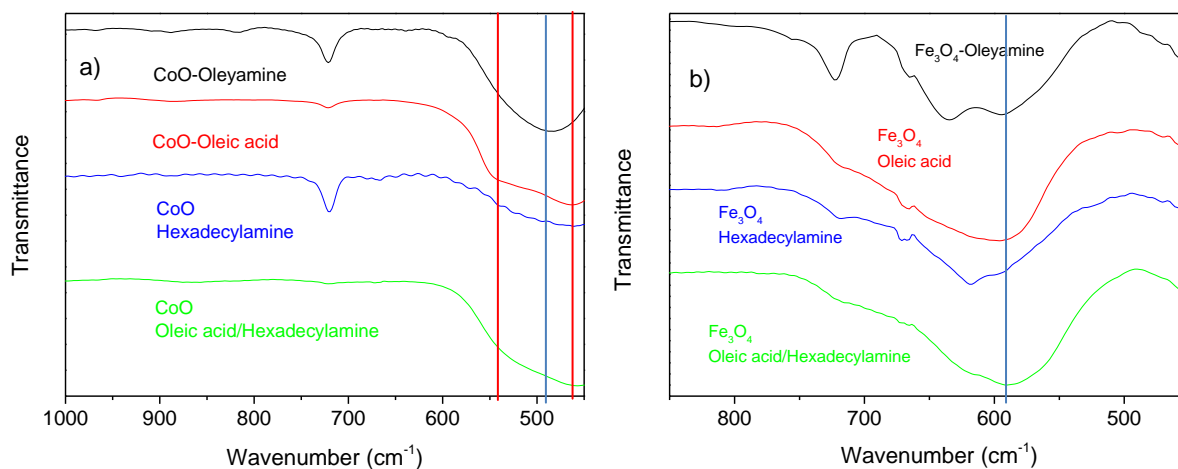 a)
CoO-Oleyamine
CoO-Oleic acid
CoO
Hexadecylamine
CoO
Oleic acid/Hexadecylamine
Transmittance
1000 900 800 700 600 500
Wavenumber (cm⁻¹)
b)
Fe₃O₄-Oleyamine
Fe₃O₄
Oleic acid
Fe₃O₄
Hexadecylamine
Fe₃O₄
Oleic acid/Hexadecylamine
Transmittance
800 700 600 500
Wavenumber (cm⁻¹)